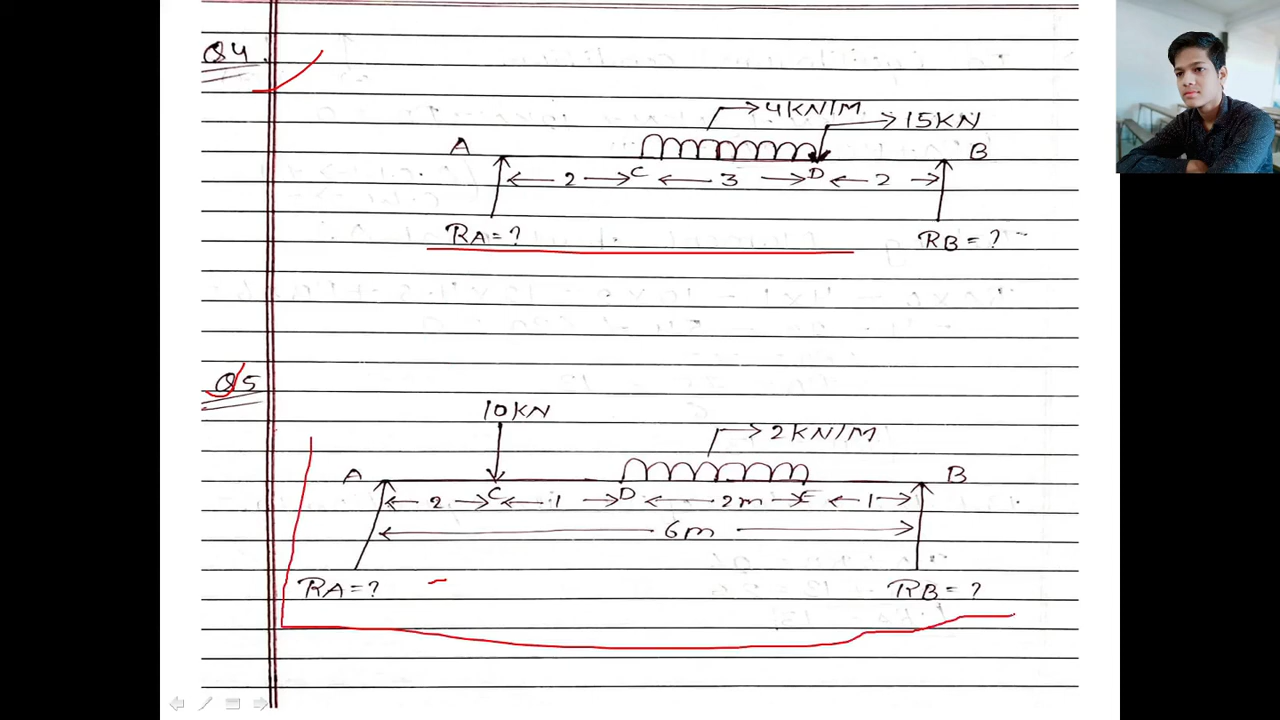 Q4
4KN/M
15KN
A
B
2 C 3 D 2
RA=?
RB=?
Q5
10KN
2KN/M
A
B
2 C 1 D 2m E 1
6m
RA=?
RB=?